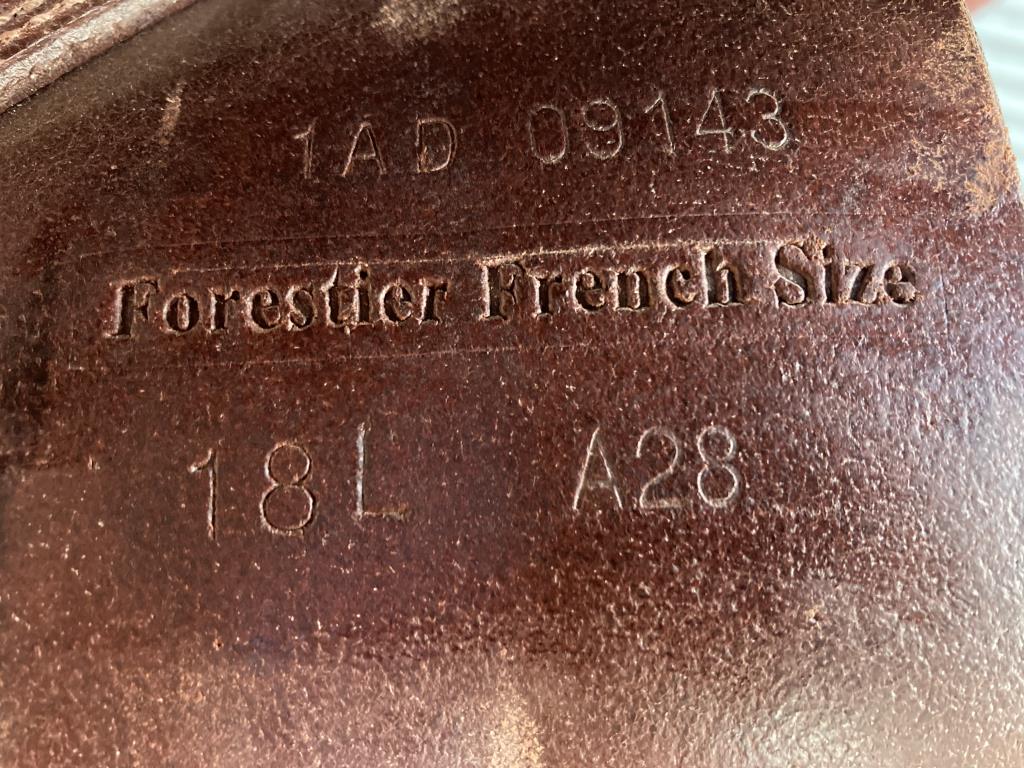 1AD 09143
Forestier French Size
18L A28